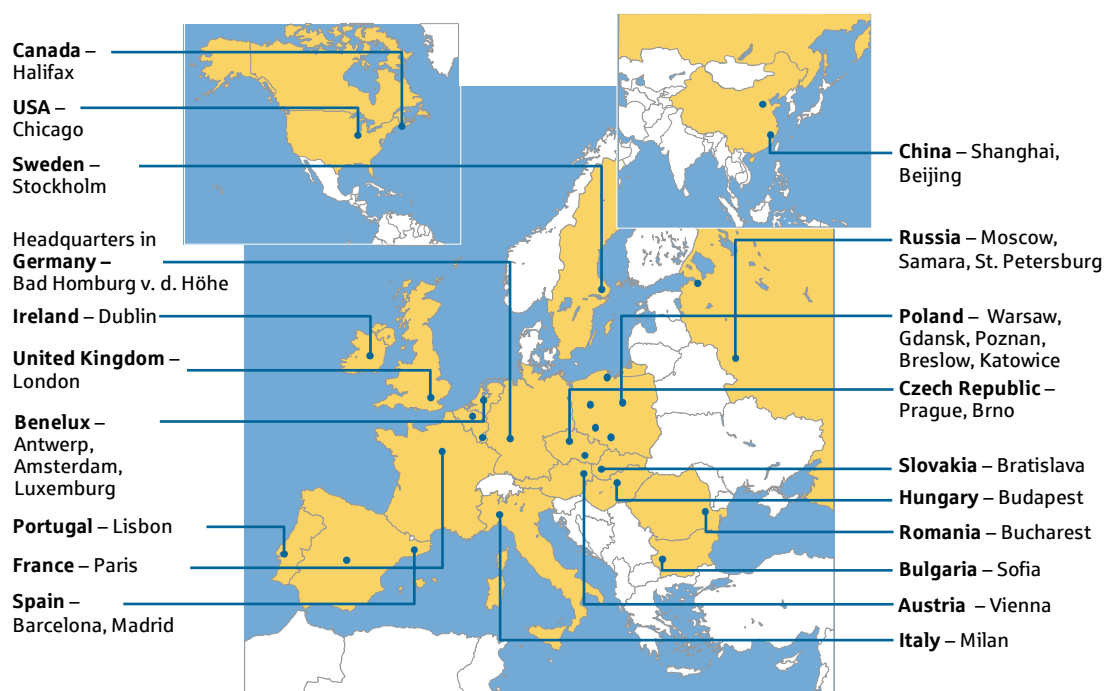 Canada –
Halifax
USA –
Chicago
Sweden –
Stockholm
Headquarters in
Germany –
Bad Homburg v. d. Höhe
Ireland – Dublin
United Kingdom –
London
Benelux –
Antwerp,
Amsterdam,
Luxemburg
Portugal – Lisbon
France – Paris
Spain –
Barcelona, Madrid
China – Shanghai,
Beijing
Russia – Moscow,
Samara, St. Petersburg
Poland – Warsaw,
Gdansk, Poznan,
Breslow, Katowice
Czech Republic –
Prague, Brno
Slovakia – Bratislava
Hungary – Budapest
Romania – Bucharest
Bulgaria – Sofia
Austria – Vienna
Italy – Milan